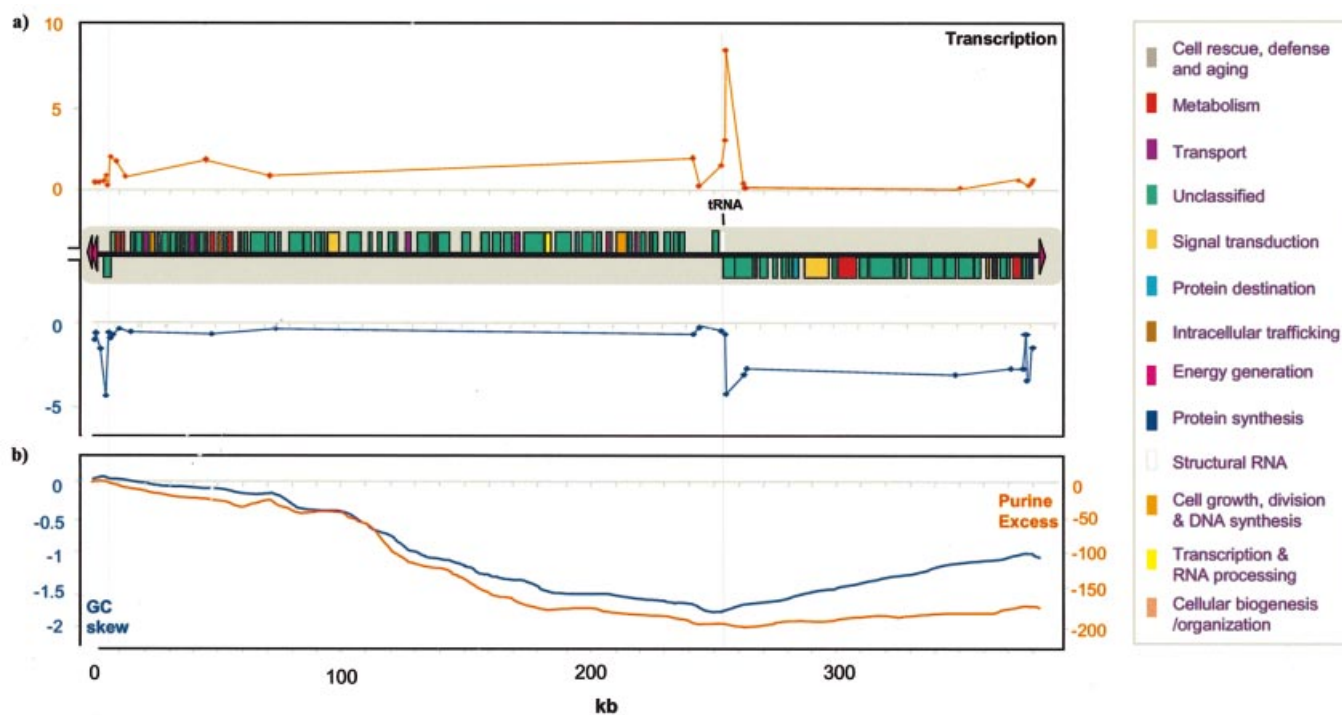 a)
10
5
0
Transcription
tRNA
0
-5
b)
0
-0.5
-1
-1.5
-2
GC
skew
Purine
Excess
0
-50
-100
-150
-200
0
100
200
300
kb
Cell rescue, defense
and aging
Metabolism
Transport
Unclassified
Signal transduction
Protein destination
Intracellular trafficking
Energy generation
Protein synthesis
Structural RNA
Cell growth, division
& DNA synthesis
Transcription &
RNA processing
Cellular biogenesis
/organization